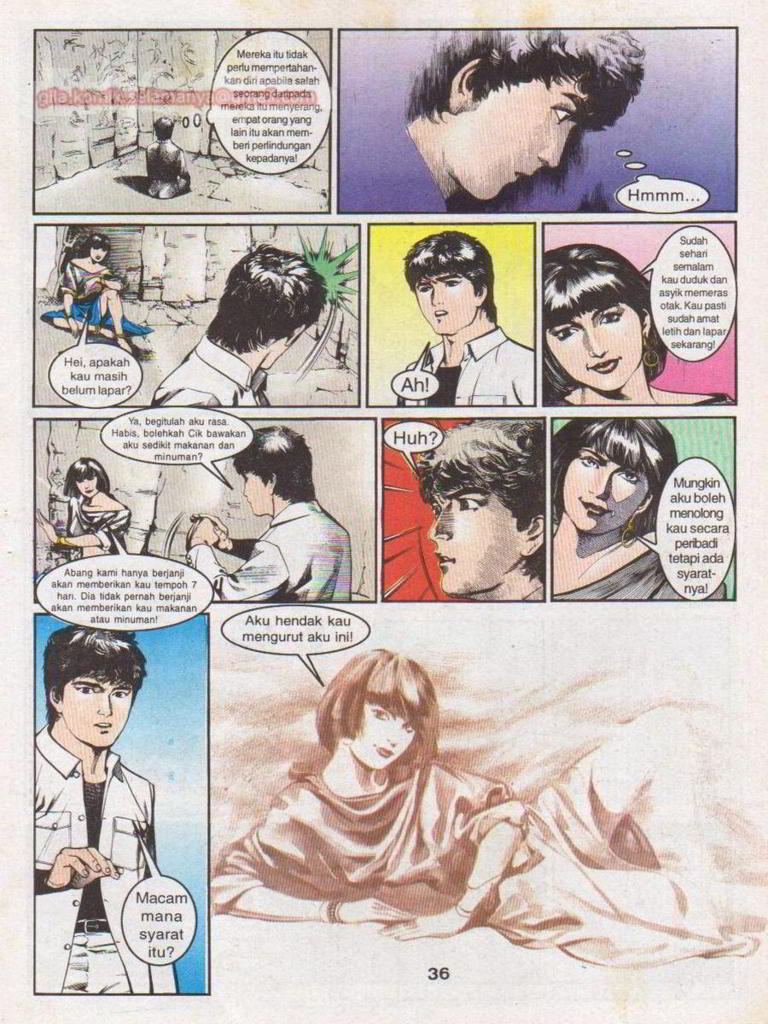 Mereka itu tidak
perlu mempertahan-
kan diri apabila salah
seorang daripada
mereka itu menyerang,
empat orang yang
lain itu akan mem-
beri perlindungan
kepadanya!
Hmmm...
Hei, apakah
kau masih
belum lapar?
Ah!
Sudah
sehari
semalam
kau duduk dan
asyik memeras
otak. Kau pasti
sudah amat
letih dan lapar
sekarang!
Ya, begitulah aku rasa.
Habis, bolehkah Cik bawakan
aku sedikit makanan dan
minuman?
Abang kami hanya berjanji
akan memberikan kau tempoh 7
hari. Dia tidak pernah berjanji
akan memberikan kau makanan
atau minuman!
Huh?
Mungkin
aku boleh
menolong
kau secara
peribadi
tetapi ada
syarat-
nya!
Macam
mana
syarat
itu?
Aku hendak kau
mengurut aku ini!
36